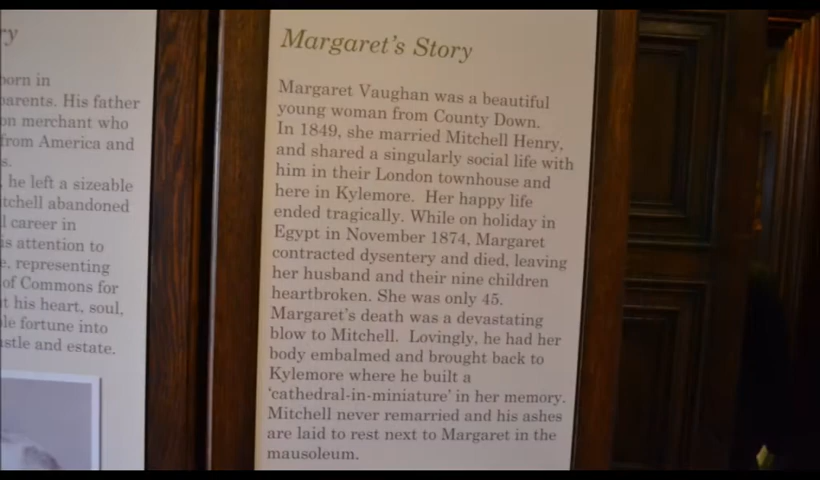 ry
born in
parents. His father
on merchant who
from America and
s.
, he left a sizeable
itchell abandoned
l career in
is attention to
e, representing
of Commons for
t his heart, soul,
ble fortune into
astle and estate.
Margaret's Story
Margaret Vaughan was a beautiful
young woman from County Down.
In 1849, she married Mitchell Henry,
and shared a singularly social life with
him in their London townhouse and
here in Kylemore. Her happy life
ended tragically. While on holiday in
Egypt in November 1874, Margaret
contracted dysentery and died, leaving
her husband and their nine children
heartbroken. She was only 45.
Margaret's death was a devastating
blow to Mitchell. Lovingly, he had her
body embalmed and brought back to
Kylemore where he built a
'cathedral-in-miniature' in her memory.
Mitchell never remarried and his ashes
are laid to rest next to Margaret in the
mausoleum.